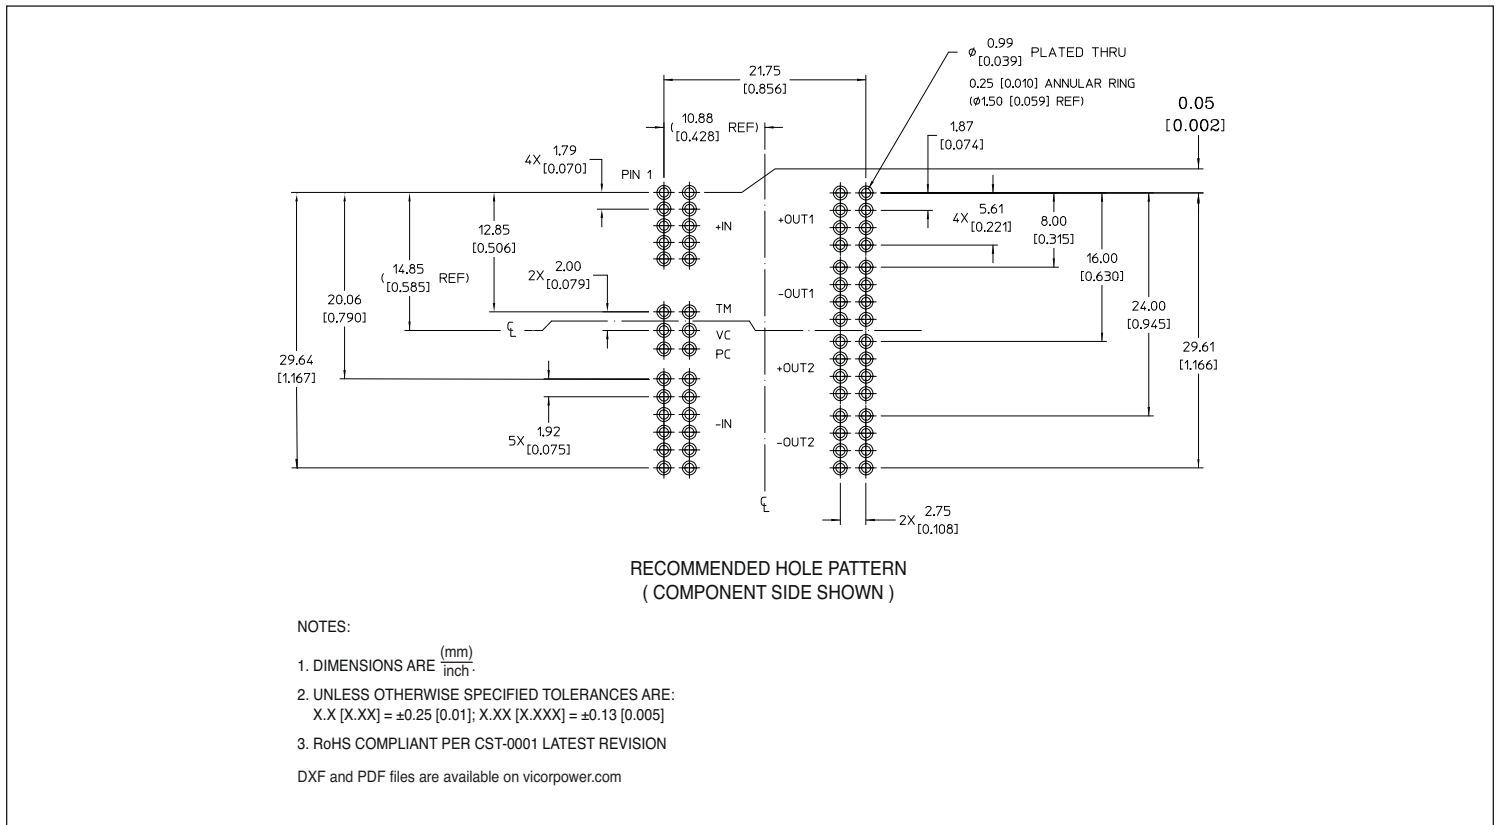 0.99
[0.039]
ø PLATED THRU
0.25 [0.010] ANNULAR RING
(ø1.50 [0.059] REF)
21.75
[0.856]
0.05
[0.002]
( 10.88
[0.428] REF)
1.87
[0.074]
4X 1.79
[0.070]
PIN 1
+IN
+OUT1
4X 5.61
[0.221]
8.00
[0.315]
12.85
[0.506]
16.00
[0.630]
( 14.85
[0.585] REF)
2X 2.00
[0.079]
-OUT1
20.06
[0.790]
TM
24.00
[0.945]
VC
PC
29.64
[1.167]
29.61
[1.166]
+OUT2
5X 1.92
[0.075]
-IN
-OUT2
2X 2.75
[0.108]
RECOMMENDED HOLE PATTERN
( COMPONENT SIDE SHOWN )
NOTES:
1. DIMENSIONS ARE (mm)
inch.
2. UNLESS OTHERWISE SPECIFIED TOLERANCES ARE:
X.X [X.XX] = ±0.25 [0.01]; X.XX [X.XXX] = ±0.13 [0.005]
3. RoHS COMPLIANT PER CST-0001 LATEST REVISION
DXF and PDF files are available on vicorpower.com